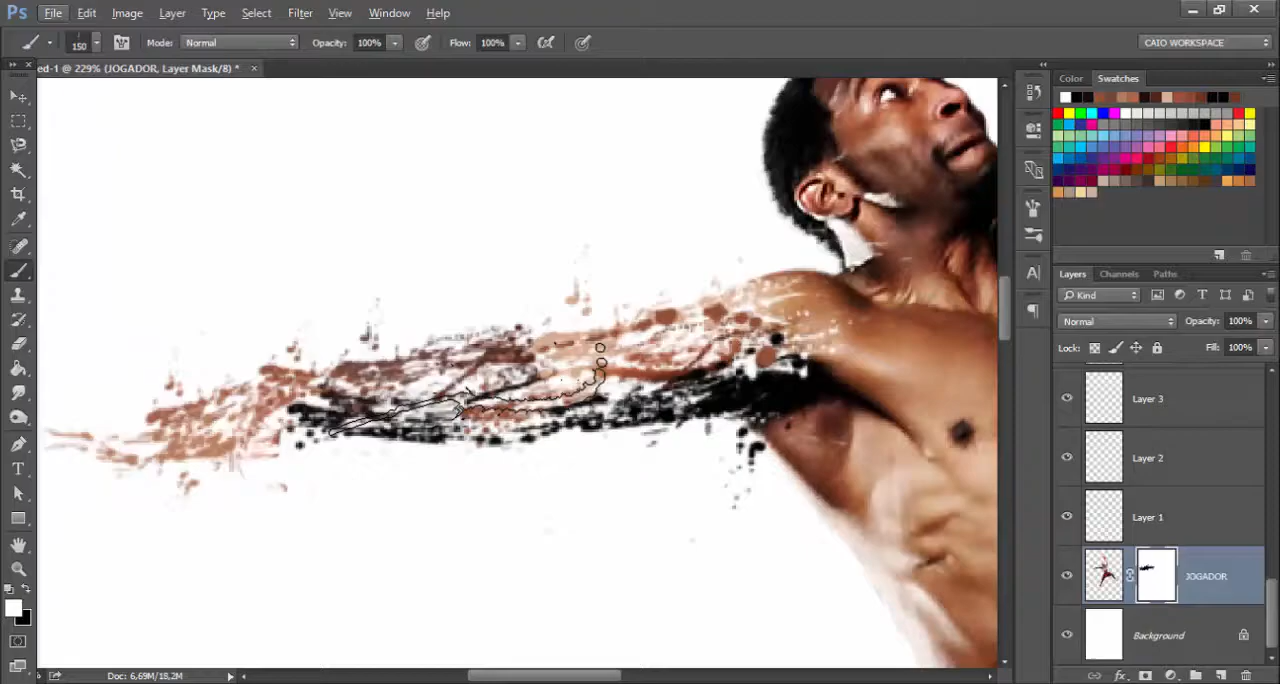 Ps File Edit Image Layer Type Select Filter View Window Help
150 Mode: Normal Opacity: 100% Flow: 100% CAIO WORKSPACE
ed-1 @ 229% (JOGADOR, Layer Mask/8) *
Color Swatches
Layers Channels Paths
Kind
Normal Opacity: 100%
Lock: Fill: 100%
Layer 3
Layer 2
Layer 1
JOGADOR
Background
Doc: 6,69M/18,2M